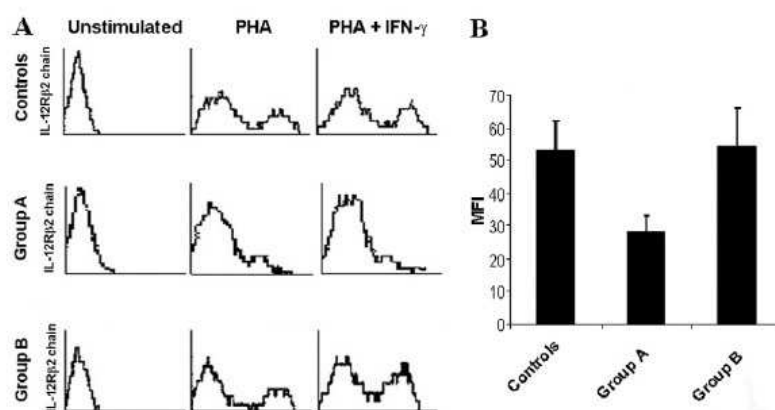 A
Unstimulated PHA PHA + IFN-γ
Controls
IL-12Rβ2 chain
Group A
IL-12Rβ2 chain
Group B
IL-12Rβ2 chain
B
MFI
70
60
50
40
30
20
10
0
Controls
Group A
Group B